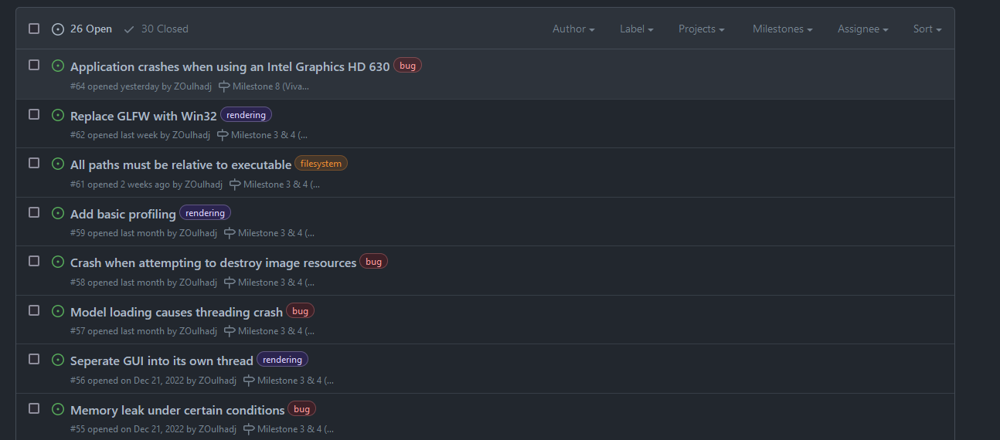 26 Open 30 Closed Author Label Projects Milestones Assignee Sort
Application crashes when using an Intel Graphics HD 630 bug
#64 opened yesterday by ZOulhadj Milestone 8 (Viva...
Replace GLFW with Win32 rendering
#62 opened last week by ZOulhadj Milestone 3 & 4 (...
All paths must be relative to executable filesystem
#61 opened 2 weeks ago by ZOulhadj Milestone 3 & 4 (...
Add basic profiling rendering
#59 opened last month by ZOulhadj Milestone 3 & 4 (...
Crash when attempting to destroy image resources bug
#58 opened last month by ZOulhadj Milestone 3 & 4 (...
Model loading causes threading crash bug
#57 opened last month by ZOulhadj Milestone 3 & 4 (...
Seperate GUI into its own thread rendering
#56 opened on Dec 21, 2022 by ZOulhadj Milestone 3 & 4 (...
Memory leak under certain conditions bug
#55 opened on Dec 21, 2022 by ZOulhadj Milestone 3 & 4 (...